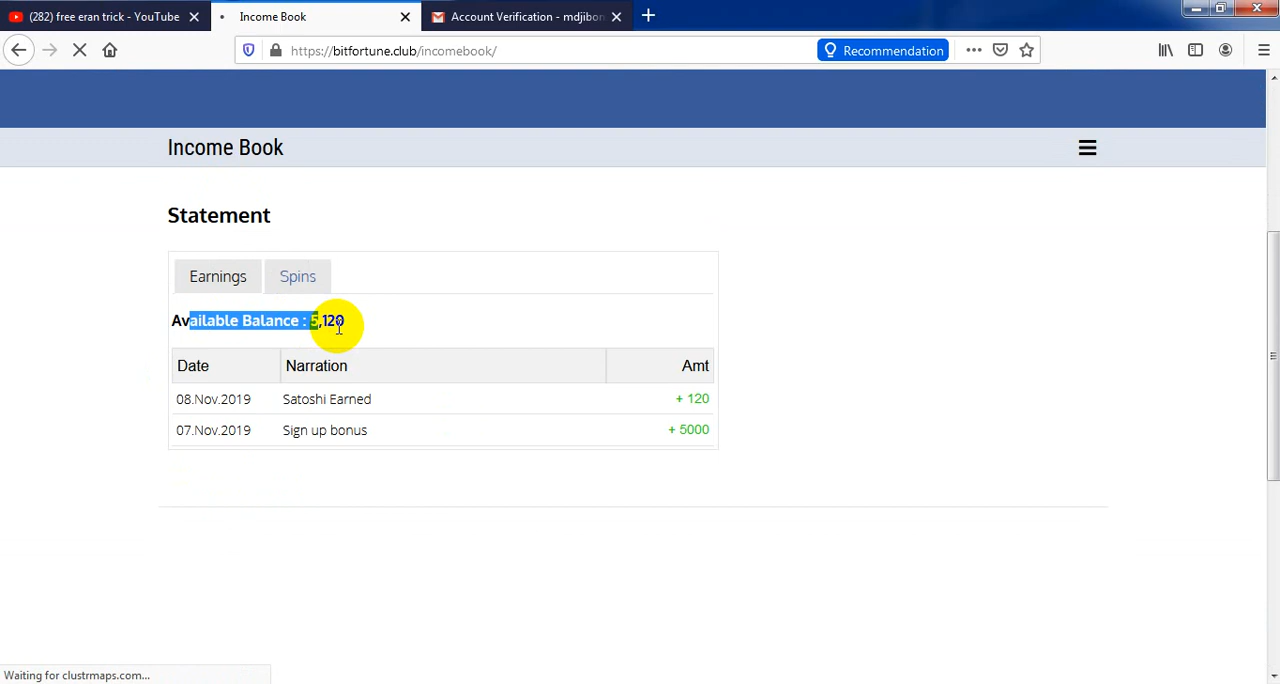 (282) free eran trick - YouTube
Income Book
Account Verification - mdjibon
https://bitfortune.club/incomebook/
Recommendation
Income Book
Statement
Earnings
Spins
Available Balance : 5,120
Date Narration Amt
08.Nov.2019 Satoshi Earned + 120
07.Nov.2019 Sign up bonus + 5000
Waiting for clustrmaps.com...